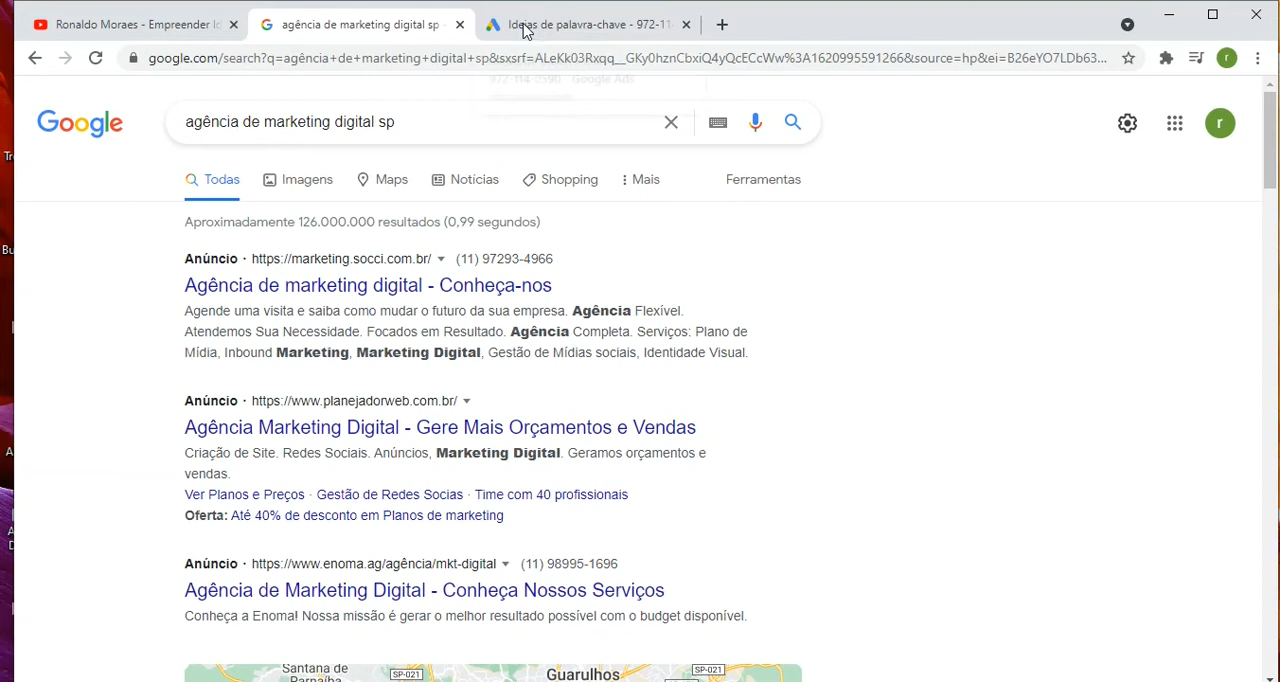 Ronaldo Moraes - Empreender Id
agência de marketing digital sp
Ideias de palavra-chave - 972-11
google.com/search?q=agência+de+marketing+digital+sp&sxsrf=ALeKk03Rxqq__GKy0hznCbxiQ4yQcECcWw%3A1620995591266&source=hp&ei=B26eYO7LDb63...
r
972-114-0590 Google Ads
Google
agência de marketing digital sp
r
Todas
Imagens
Maps
Notícias
Shopping
Mais
Ferramentas
Aproximadamente 126.000.000 resultados (0,99 segundos)
Anúncio · https://marketing.socci.com.br/ (11) 97293-4966
Agência de marketing digital - Conheça-nos
Agende uma visita e saiba como mudar o futuro da sua empresa. Agência Flexível.
Atendemos Sua Necessidade. Focados em Resultado. Agência Completa. Serviços: Plano de
Mídia, Inbound Marketing, Marketing Digital, Gestão de Mídias sociais, Identidade Visual.
Anúncio · https://www.planejadorweb.com.br/
Agência Marketing Digital - Gere Mais Orçamentos e Vendas
Criação de Site. Redes Sociais. Anúncios, Marketing Digital. Geramos orçamentos e
vendas.
Ver Planos e Preços · Gestão de Redes Socias · Time com 40 profissionais
Oferta: Até 40% de desconto em Planos de marketing
Anúncio · https://www.enoma.ag/agência/mkt-digital (11) 98995-1696
Agência de Marketing Digital - Conheça Nossos Serviços
Conheça a Enoma! Nossa missão é gerar o melhor resultado possível com o budget disponível.
Santana de
Parnaíba
SP-021
Guarulhos
SP-021